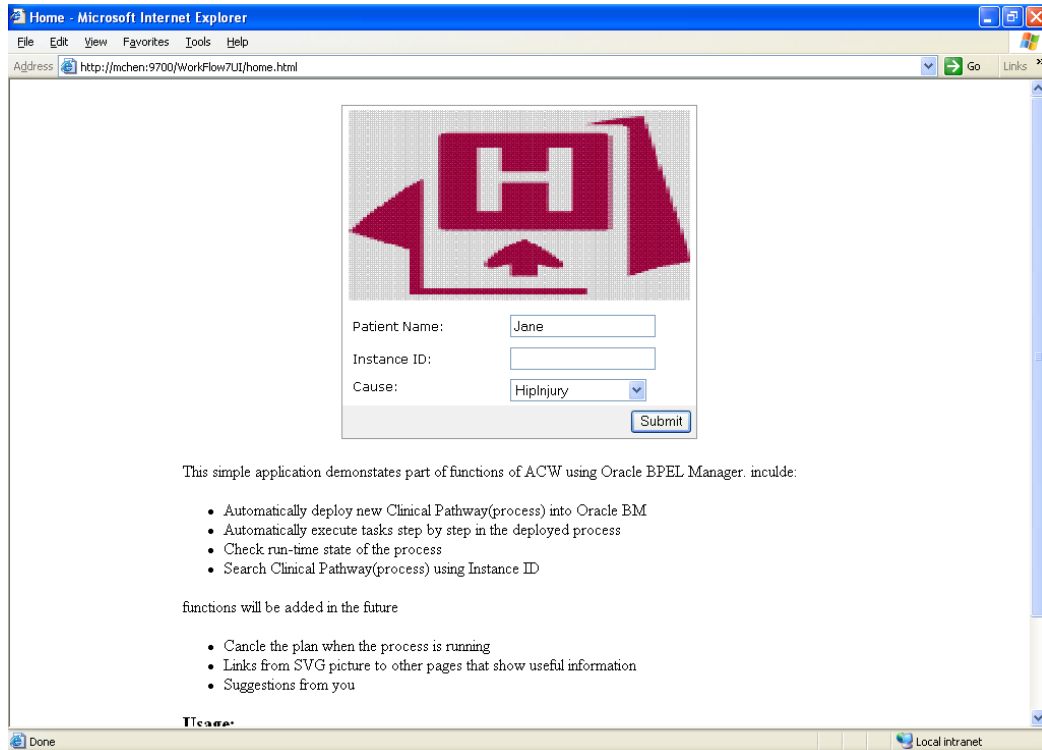 Home - Microsoft Internet Explorer
File Edit View Favorites Tools Help
Address http://mchen:9700/WorkFlow7UI/home.html Go Links »
H
Patient Name: Jane
Instance ID:
Cause: HipInjury
Submit
This simple application demonstates part of functions of ACW using Oracle BPEL Manager. inculde:
• Automatically deploy new Clinical Pathway(process) into Oracle BM
• Automatically execute tasks step by step in the deployed process
• Check run-time state of the process
• Search Clinical Pathway(process) using Instance ID
functions will be added in the future
• Cancle the plan when the process is running
• Links from SVG picture to other pages that show useful information
• Suggestions from you
Usage:
Done Local intranet